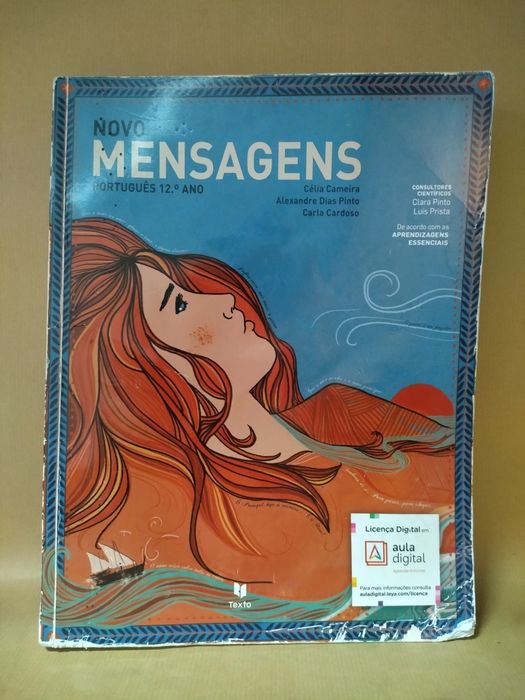 NOVO
MENSAGENS
PORTUGUÊS 12.º ANO
Célia Cameira
Alexandre Dias Pinto
Carla Cardoso
CONSULTORES
CIENTÍFICOS
Clara Pinto
Luís Prista
De acordo com as
APRENDIZAGENS
ESSENCIAIS
Licença Digital em
aula
digital
Para mais informações consulta
auladigital.leya.com/licenca
Texto